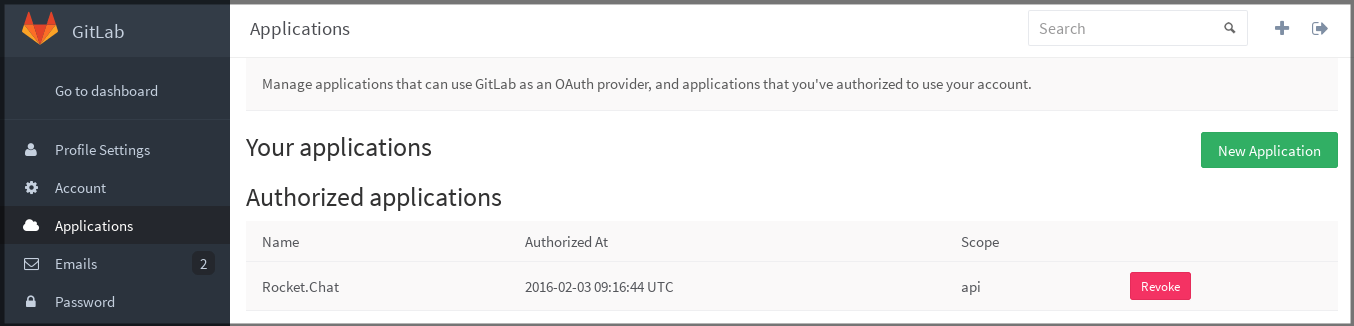 GitLab
Go to dashboard
Profile Settings
Account
Applications
Emails 2
Password
Applications
Search
Manage applications that can use GitLab as an OAuth provider, and applications that you've authorized to use your account.
Your applications
New Application
Authorized applications
Name Authorized At Scope
Rocket.Chat 2016-02-03 09:16:44 UTC api Revoke